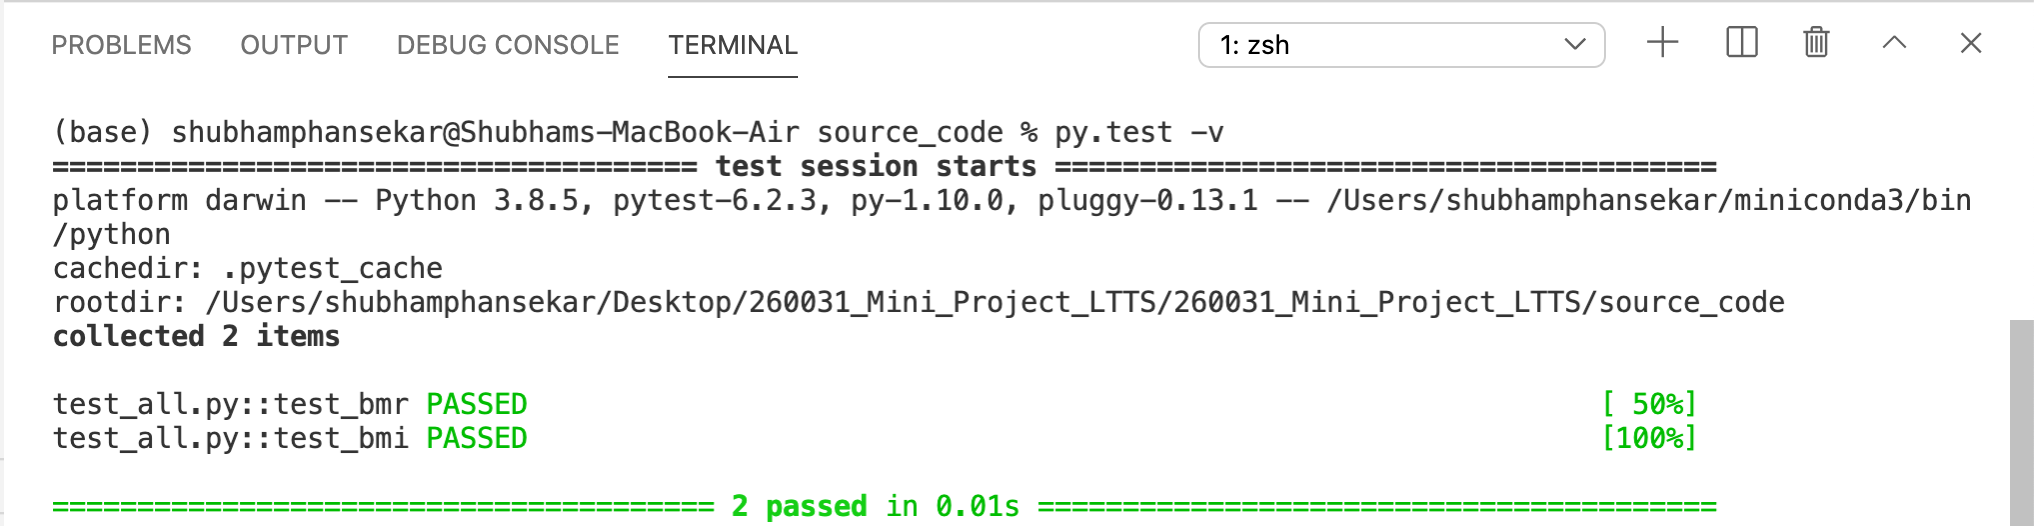 PROBLEMS OUTPUT DEBUG CONSOLE TERMINAL 1: zsh
(base) shubhamphansekar@Shubhams-MacBook-Air source_code % py.test -v
====================================== test session starts =======================================
platform darwin -- Python 3.8.5, pytest-6.2.3, py-1.10.0, pluggy-0.13.1 -- /Users/shubhamphansekar/miniconda3/bin
/python
cachedir: .pytest_cache
rootdir: /Users/shubhamphansekar/Desktop/260031_Mini_Project_LTTS/260031_Mini_Project_LTTS/source_code
collected 2 items
test_all.py::test_bmr PASSED [ 50%]
test_all.py::test_bmi PASSED [100%]
======================================= 2 passed in 0.01s ========================================